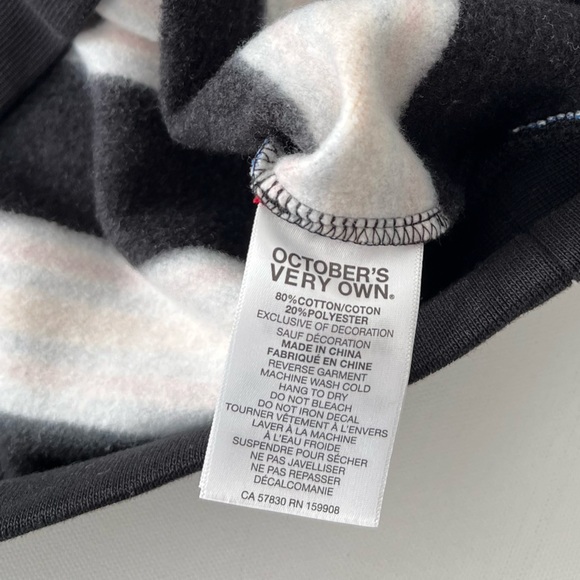 OCTOBER'S
VERY OWN®
80%COTTON/COTON
20%POLYESTER
EXCLUSIVE OF DECORATION
SAUF DÉCORATION
MADE IN CHINA
FABRIQUÉ EN CHINE
REVERSE GARMENT
MACHINE WASH COLD
HANG TO DRY
DO NOT BLEACH
DO NOT IRON DECAL
TOURNER VÊTEMENT À L'ENVERS
LAVER À LA MACHINE
À L'EAU FROIDE
SUSPENDRE POUR SÉCHER
NE PAS JAVELLISER
NE PAS REPASSER
DÉCALCOMANIE
CA 57830 RN 159908